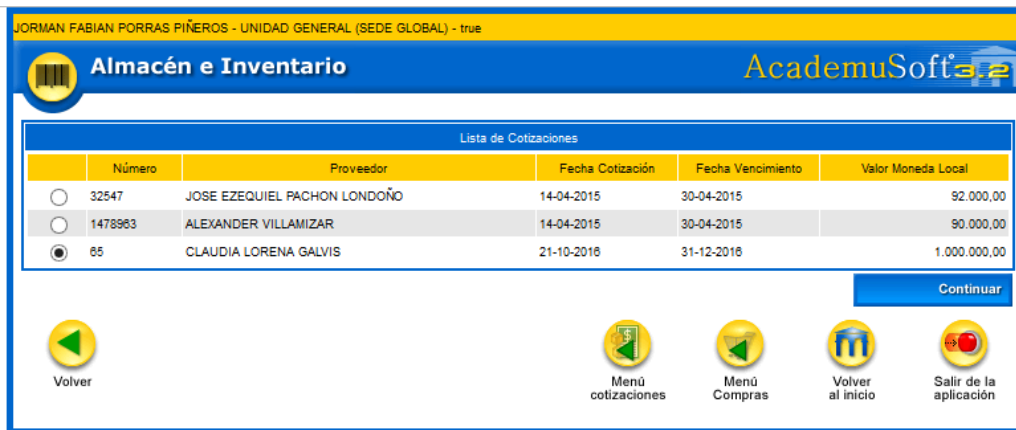 JORMAN FABIAN PORRAS PIÑEROS - UNIDAD GENERAL (SEDE GLOBAL) - true
Almacén e Inventario
AcademuSoft 3.2
Lista de Cotizaciones
Número Proveedor Fecha Cotización Fecha Vencimiento Valor Moneda Local
32547 JOSE EZEQUIEL PACHON LONDOÑO 14-04-2015 30-04-2015 92.000,00
1478963 ALEXANDER VILLAMIZAR 14-04-2015 30-04-2015 90.000,00
65 CLAUDIA LORENA GALVIS 21-10-2016 31-12-2016 1.000.000,00
Continuar
Volver
Menú cotizaciones
Menú Compras
Volver al inicio
Salir de la aplicación